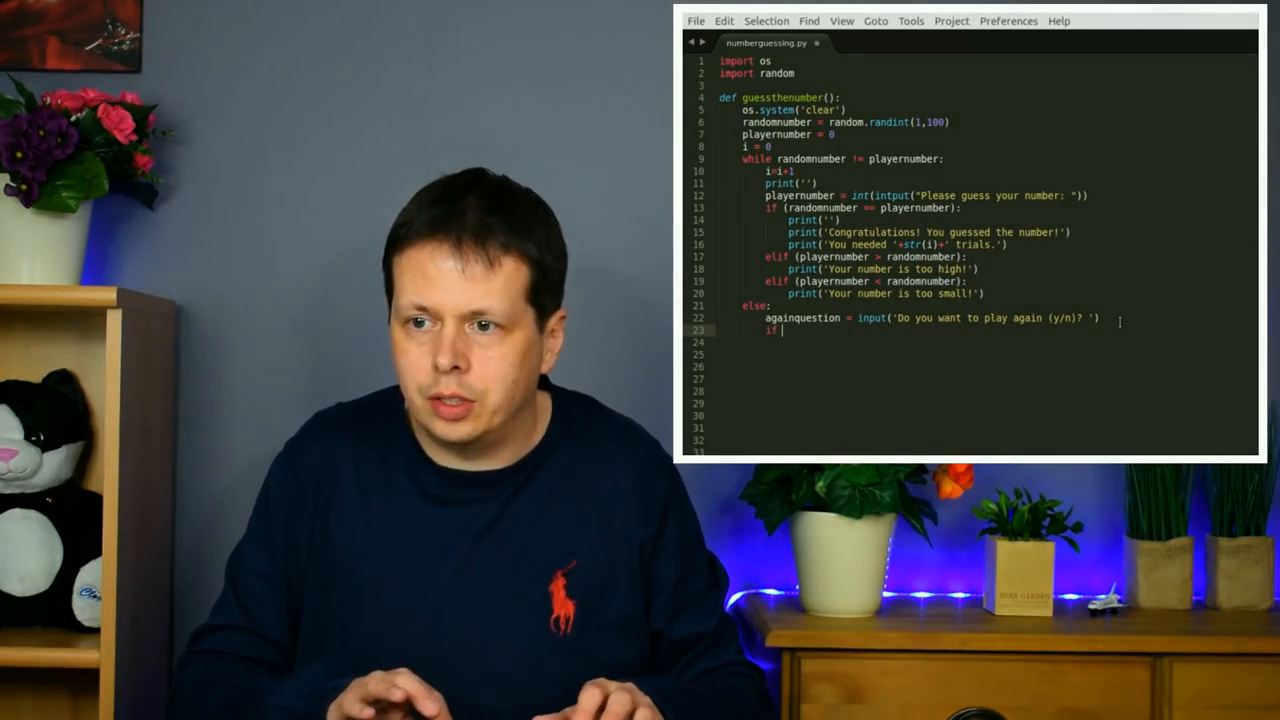 File Edit Selection Find View Goto Tools Project Preferences Help
numberguessing.py
1 import os
2 import random
3
4 def guessthenumber():
5 os.system('clear')
6 randomnumber = random.randint(1,100)
7 playernumber = 0
8 i = 0
9 while randomnumber != playernumber:
10 i=i+1
11 print('')
12 playernumber = int(intput("Please guess your number: "))
13 if (randomnumber == playernumber):
14 print('')
15 print('Congratulations! You guessed the number!')
16 print('You needed '+str(i)+' trials.')
17 elif (playernumber > randomnumber):
18 print('Your number is too high!')
19 elif (playernumber < randomnumber):
20 print('Your number is too small!')
21 else:
22 againquestion = input('Do you want to play again (y/n)? ')
23 if
24
25
26
27
28
29
30
31
32
33
HERB GARDEN